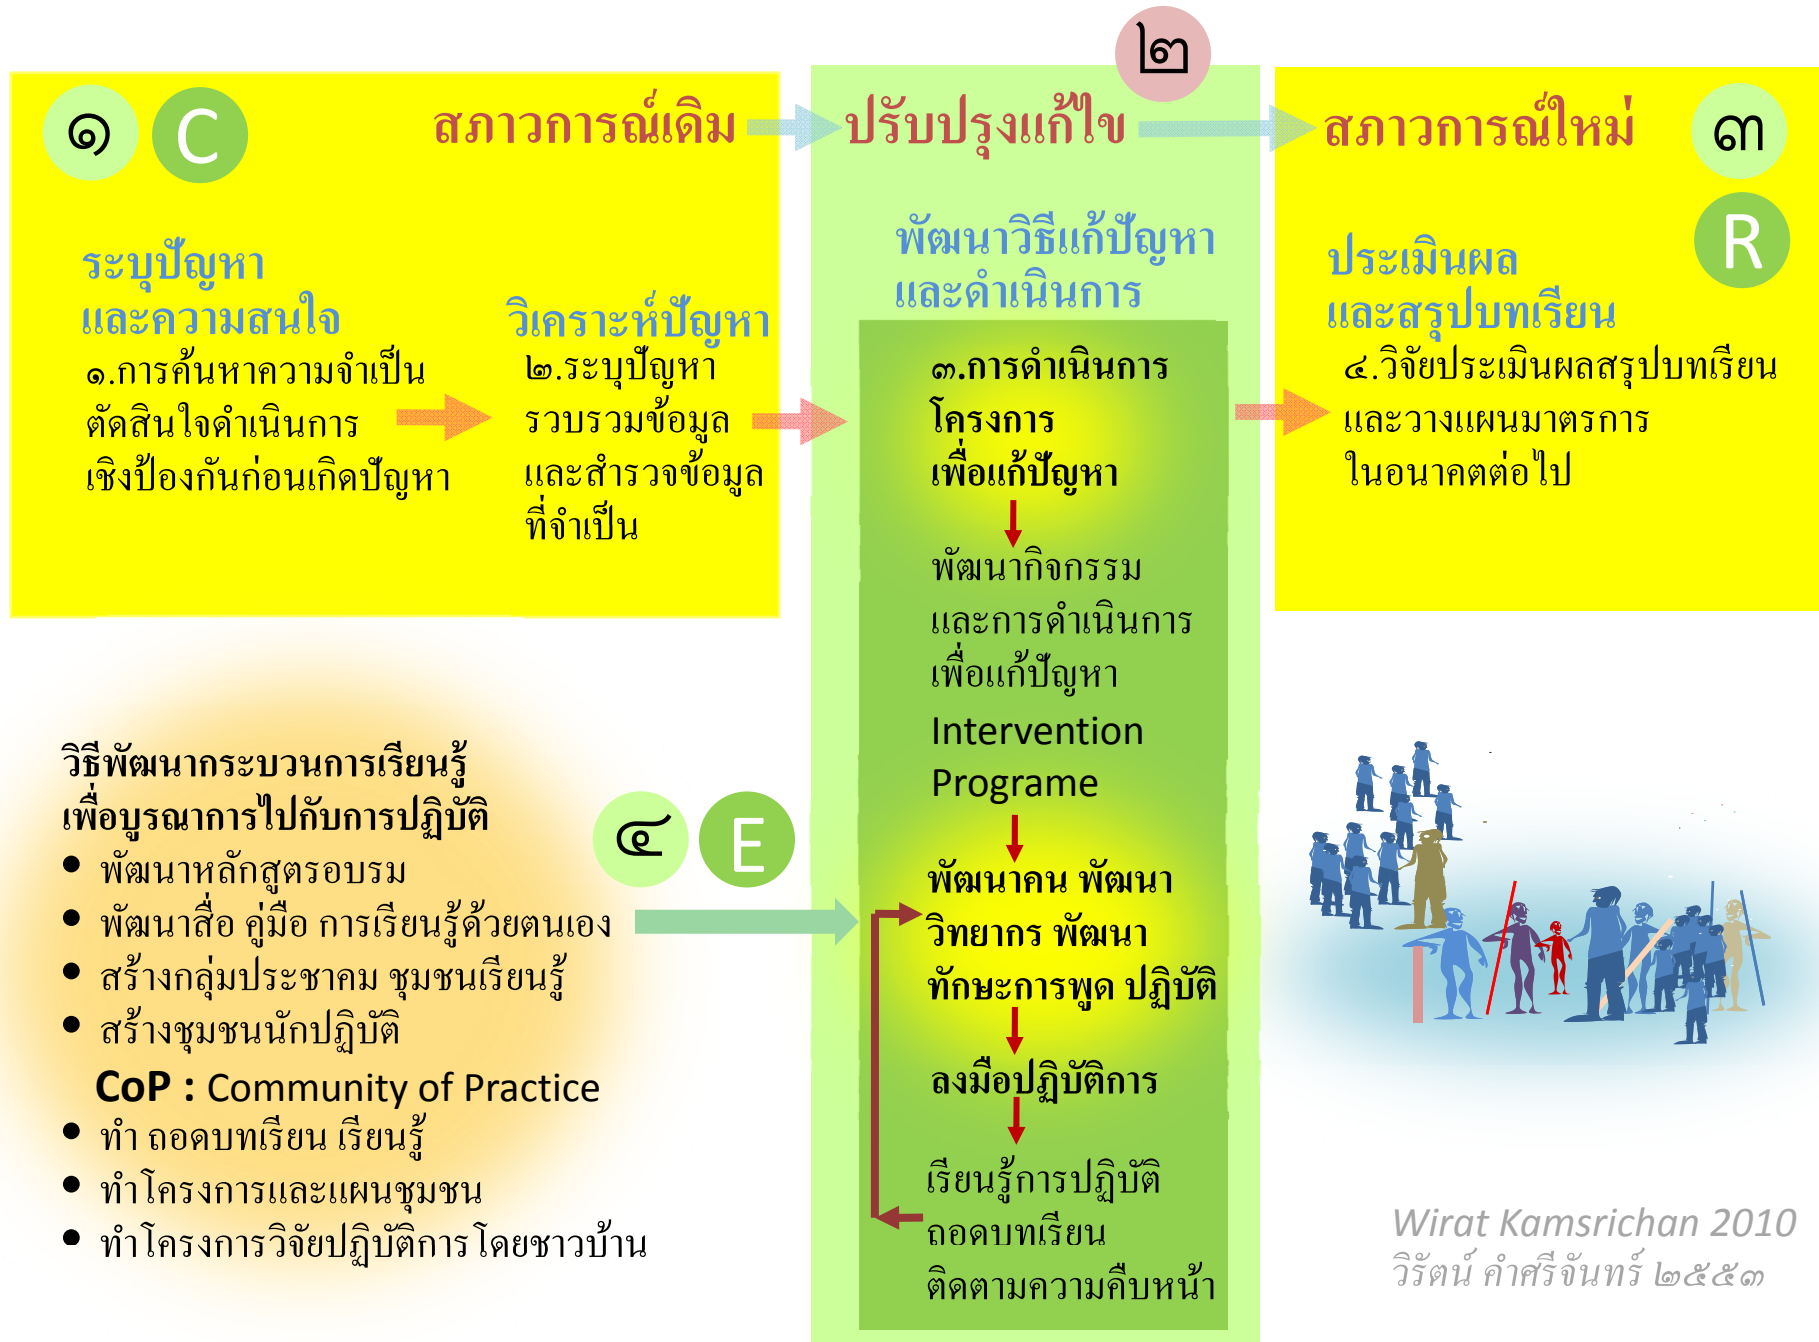 ๑
C
สภาวการณ์เดิม
ระบุปัญหา
และความสนใจ
๑.การค้นหาความจำเป็น
ตัดสินใจดำเนินการ
เชิงป้องกันก่อนเกิดปัญหา
วิเคราะห์ปัญหา
๒.ระบุปัญหา
รวบรวมข้อมูล
และสำรวจข้อมูล
ที่จำเป็น
๒
ปรับปรุงแก้ไข
พัฒนาวิธีแก้ปัญหา
และดำเนินการ
๓.การดำเนินการ
โครงการ
เพื่อแก้ปัญหา
พัฒนากิจกรรม
และการดำเนินการ
เพื่อแก้ปัญหา
Intervention
Programe
พัฒนาคน พัฒนา
วิทยากร พัฒนา
ทักษะการพูด ปฏิบัติ
ลงมือปฏิบัติการ
เรียนรู้การปฏิบัติ
ถอดบทเรียน
ติดตามความคืบหน้า
สภาวการณ์ใหม่
๓
R
ประเมินผล
และสรุปบทเรียน
๔.วิจัยประเมินผลสรุปบทเรียน
และวางแผนมาตรการ
ในอนาคตต่อไป
วิธีพัฒนากระบวนการเรียนรู้
เพื่อบูรณาการไปกับการปฏิบัติ
• พัฒนาหลักสูตรอบรม
• พัฒนาสื่อ คู่มือ การเรียนรู้ด้วยตนเอง
• สร้างกลุ่มประชาคม ชุมชนเรียนรู้
• สร้างชุมชนนักปฏิบัติ
CoP : Community of Practice
• ทำ ถอดบทเรียน เรียนรู้
• ทำโครงการและแผนชุมชน
• ทำโครงการวิจัยปฏิบัติการโดยชาวบ้าน
๔
E
Wirat Kamsrichan 2010
วิรัตน์ คำศรีจันทร์ ๒๕๕๓